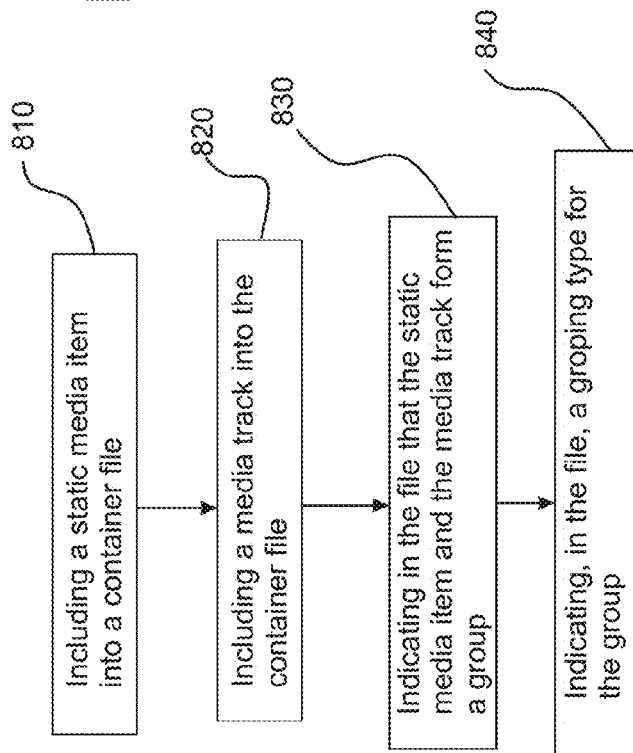 810
Including a static media item
into a container file
820
Including a media track into the
container file
830
Indicating in the file that the static
media item and the media track form
a group
840
Indicating, in the file, a groping type for
the group